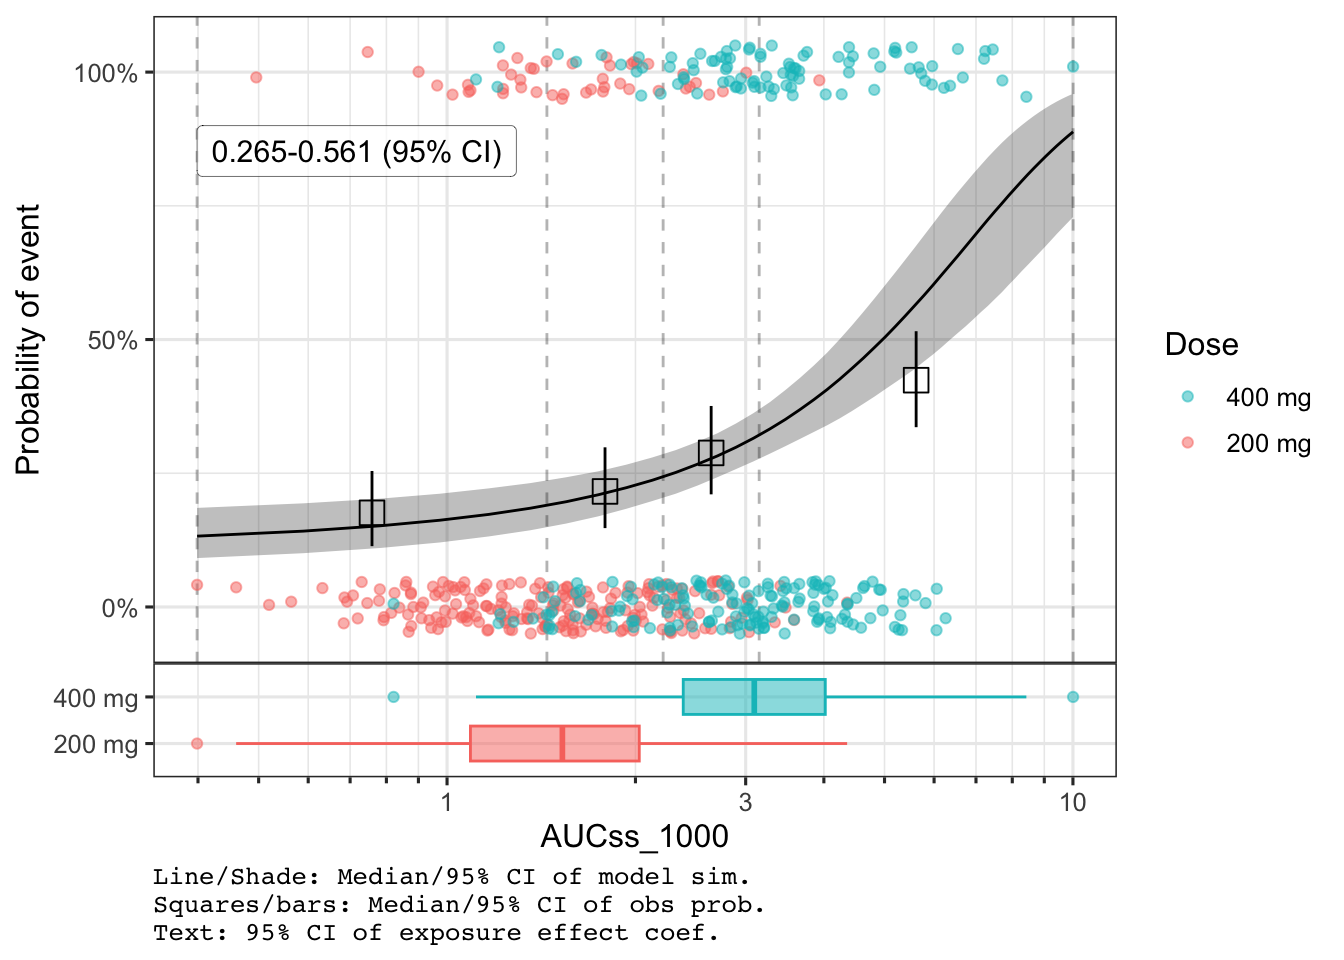 100%
0.265-0.561 (95% CI)
50%
0%
Probability of event
400 mg
200 mg
1
3
10
AUCss_1000
Dose
400 mg
200 mg
Line/Shade: Median/95% CI of model sim.
Squares/bars: Median/95% CI of obs prob.
Text: 95% CI of exposure effect coef.